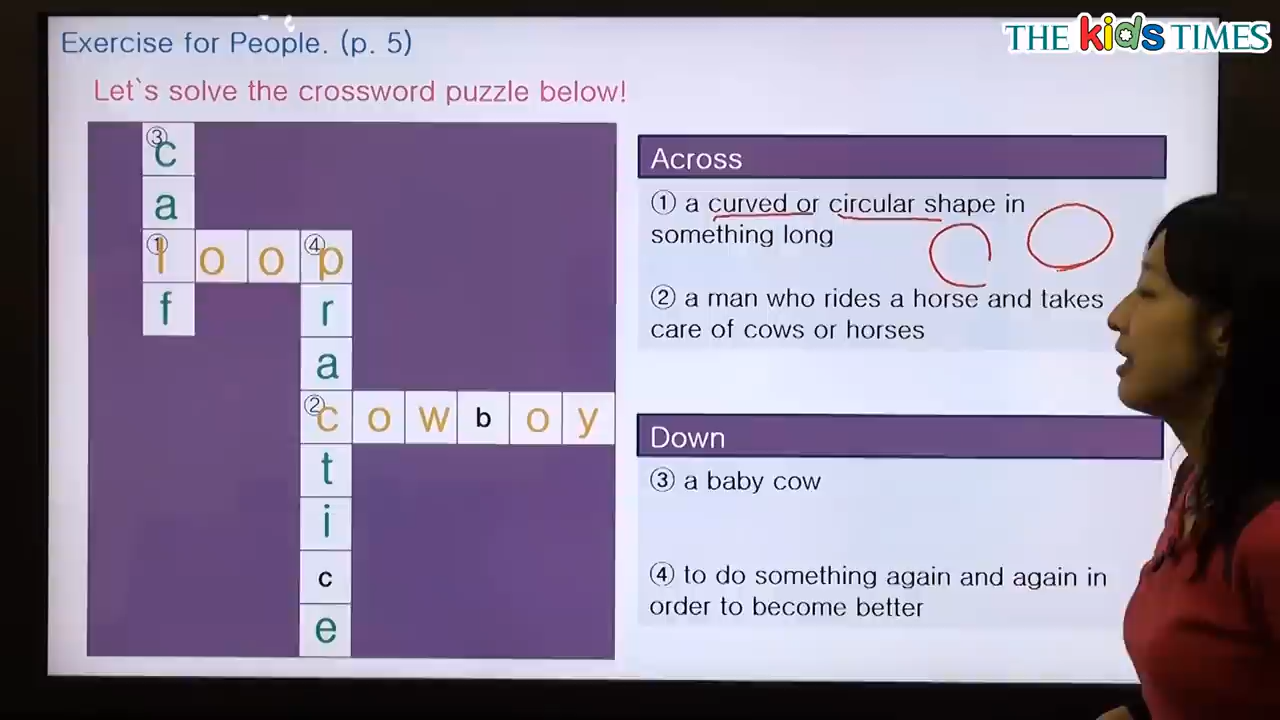 Exercise for People. (p. 5)
THE kids TIMES
Let`s solve the crossword puzzle below!
③
c
a
① l o o ④ p
f r
a
② c o w b o y
t
i
c
e
Across
① a curved or circular shape in
something long
② a man who rides a horse and takes
care of cows or horses
Down
③ a baby cow
④ to do something again and again in
order to become better